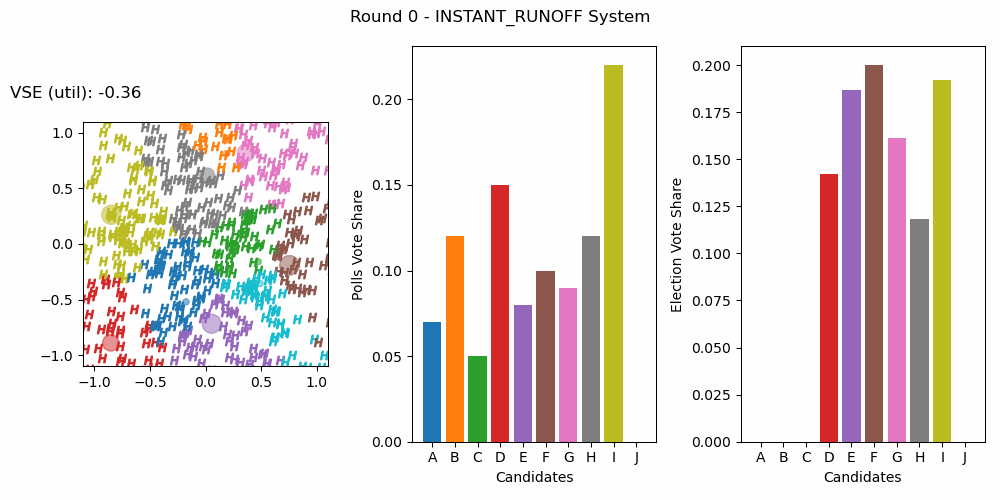 Round 0 - INSTANT_RUNOFF System
VSE (util): -0.36
1.0
0.5
0.0
−0.5
−1.0
−1.0 −0.5 0.0 0.5 1.0
Polls Vote Share
0.20
0.15
0.10
0.05
0.00
A B C D E F G H I J
Candidates
Election Vote Share
0.200
0.175
0.150
0.125
0.100
0.075
0.050
0.025
0.000
A B C D E F G H I J
Candidates